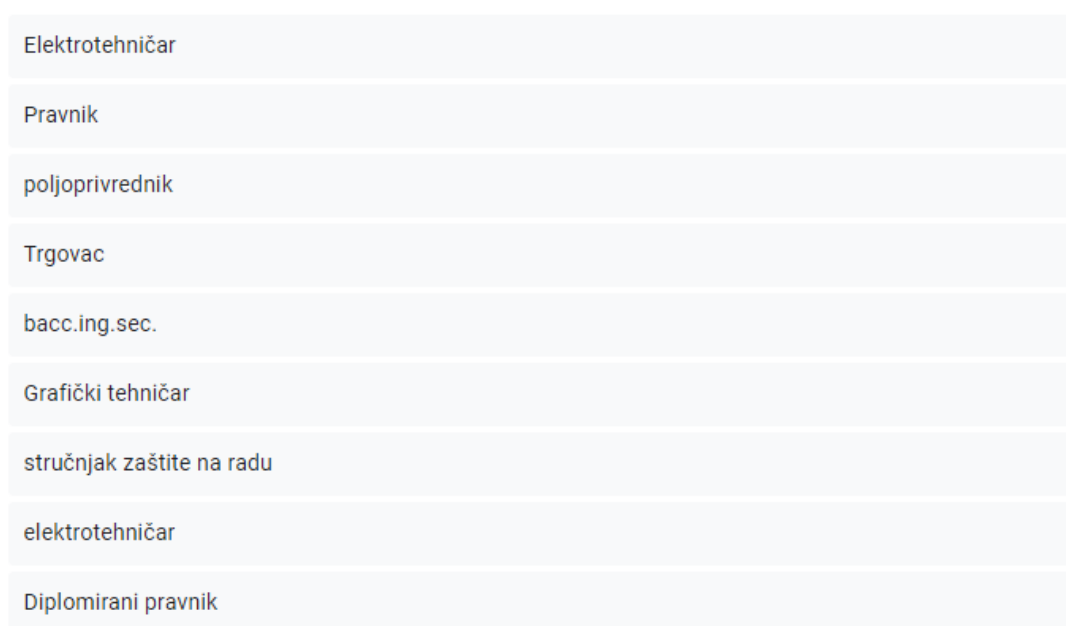 Elektrotehničar
Pravnik
poljoprivrednik
Trgovac
bacc.ing.sec.
Grafički tehničar
stručnjak zaštite na radu
elektrotehničar
Diplomirani pravnik